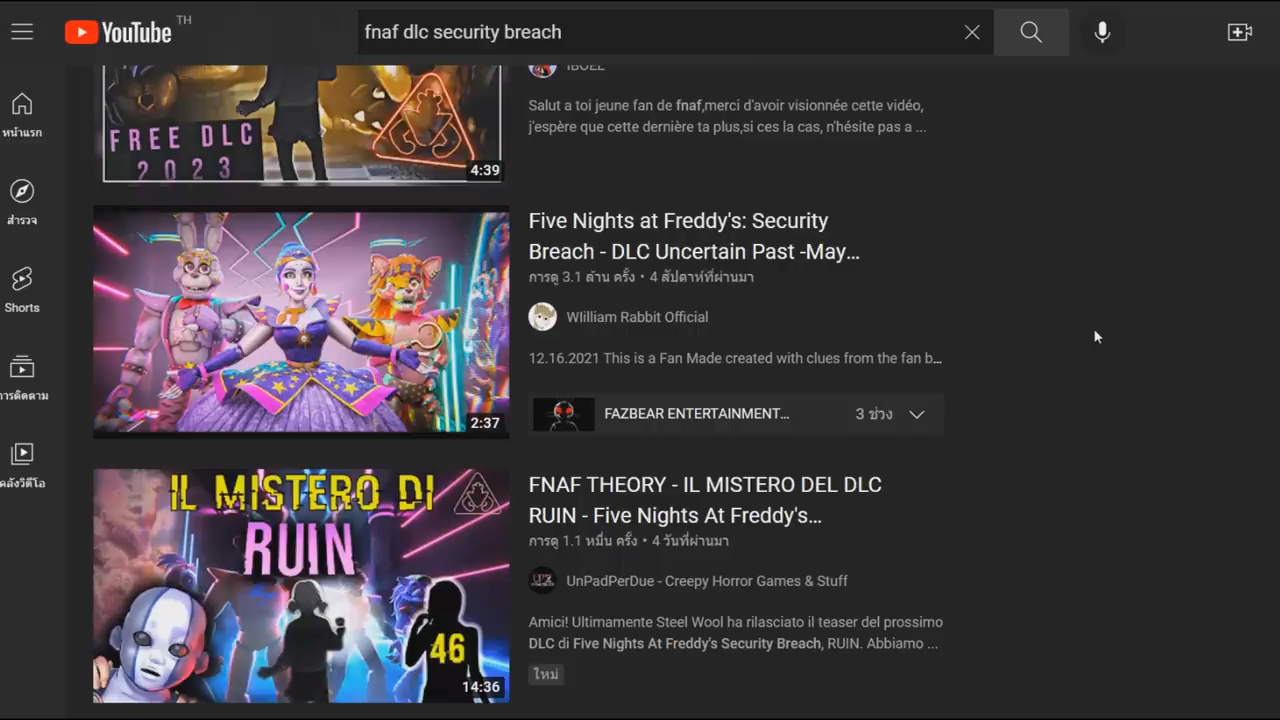 YouTube TH
fnaf dlc security breach
หน้าแรก
สำรวจ
Shorts
การติดตาม
คลังวิดีโอ
FREE DLC
2023
4:39
Salut a toi jeune fan de fnaf,merci d'avoir visionnée cette vidéo,
j'espère que cette dernière ta plus,si ces la cas, n'hésite pas a ...
2:37
Five Nights at Freddy's: Security
Breach - DLC Uncertain Past -May...
การดู 3.1 ล้าน ครั้ง • 4 สัปดาห์ที่ผ่านมา
WIilliam Rabbit Official
12.16.2021 This is a Fan Made created with clues from the fan b...
FAZBEAR ENTERTAINMENT...
3 ช่วง
IL MISTERO DI
RUIN
46
14:36
FNAF THEORY - IL MISTERO DEL DLC
RUIN - Five Nights At Freddy's...
การดู 1.1 หมื่น ครั้ง • 4 วันที่ผ่านมา
UnPadPerDue - Creepy Horror Games & Stuff
Amici! Ultimamente Steel Wool ha rilasciato il teaser del prossimo
DLC di Five Nights At Freddy's Security Breach, RUIN. Abbiamo ...
ใหม่